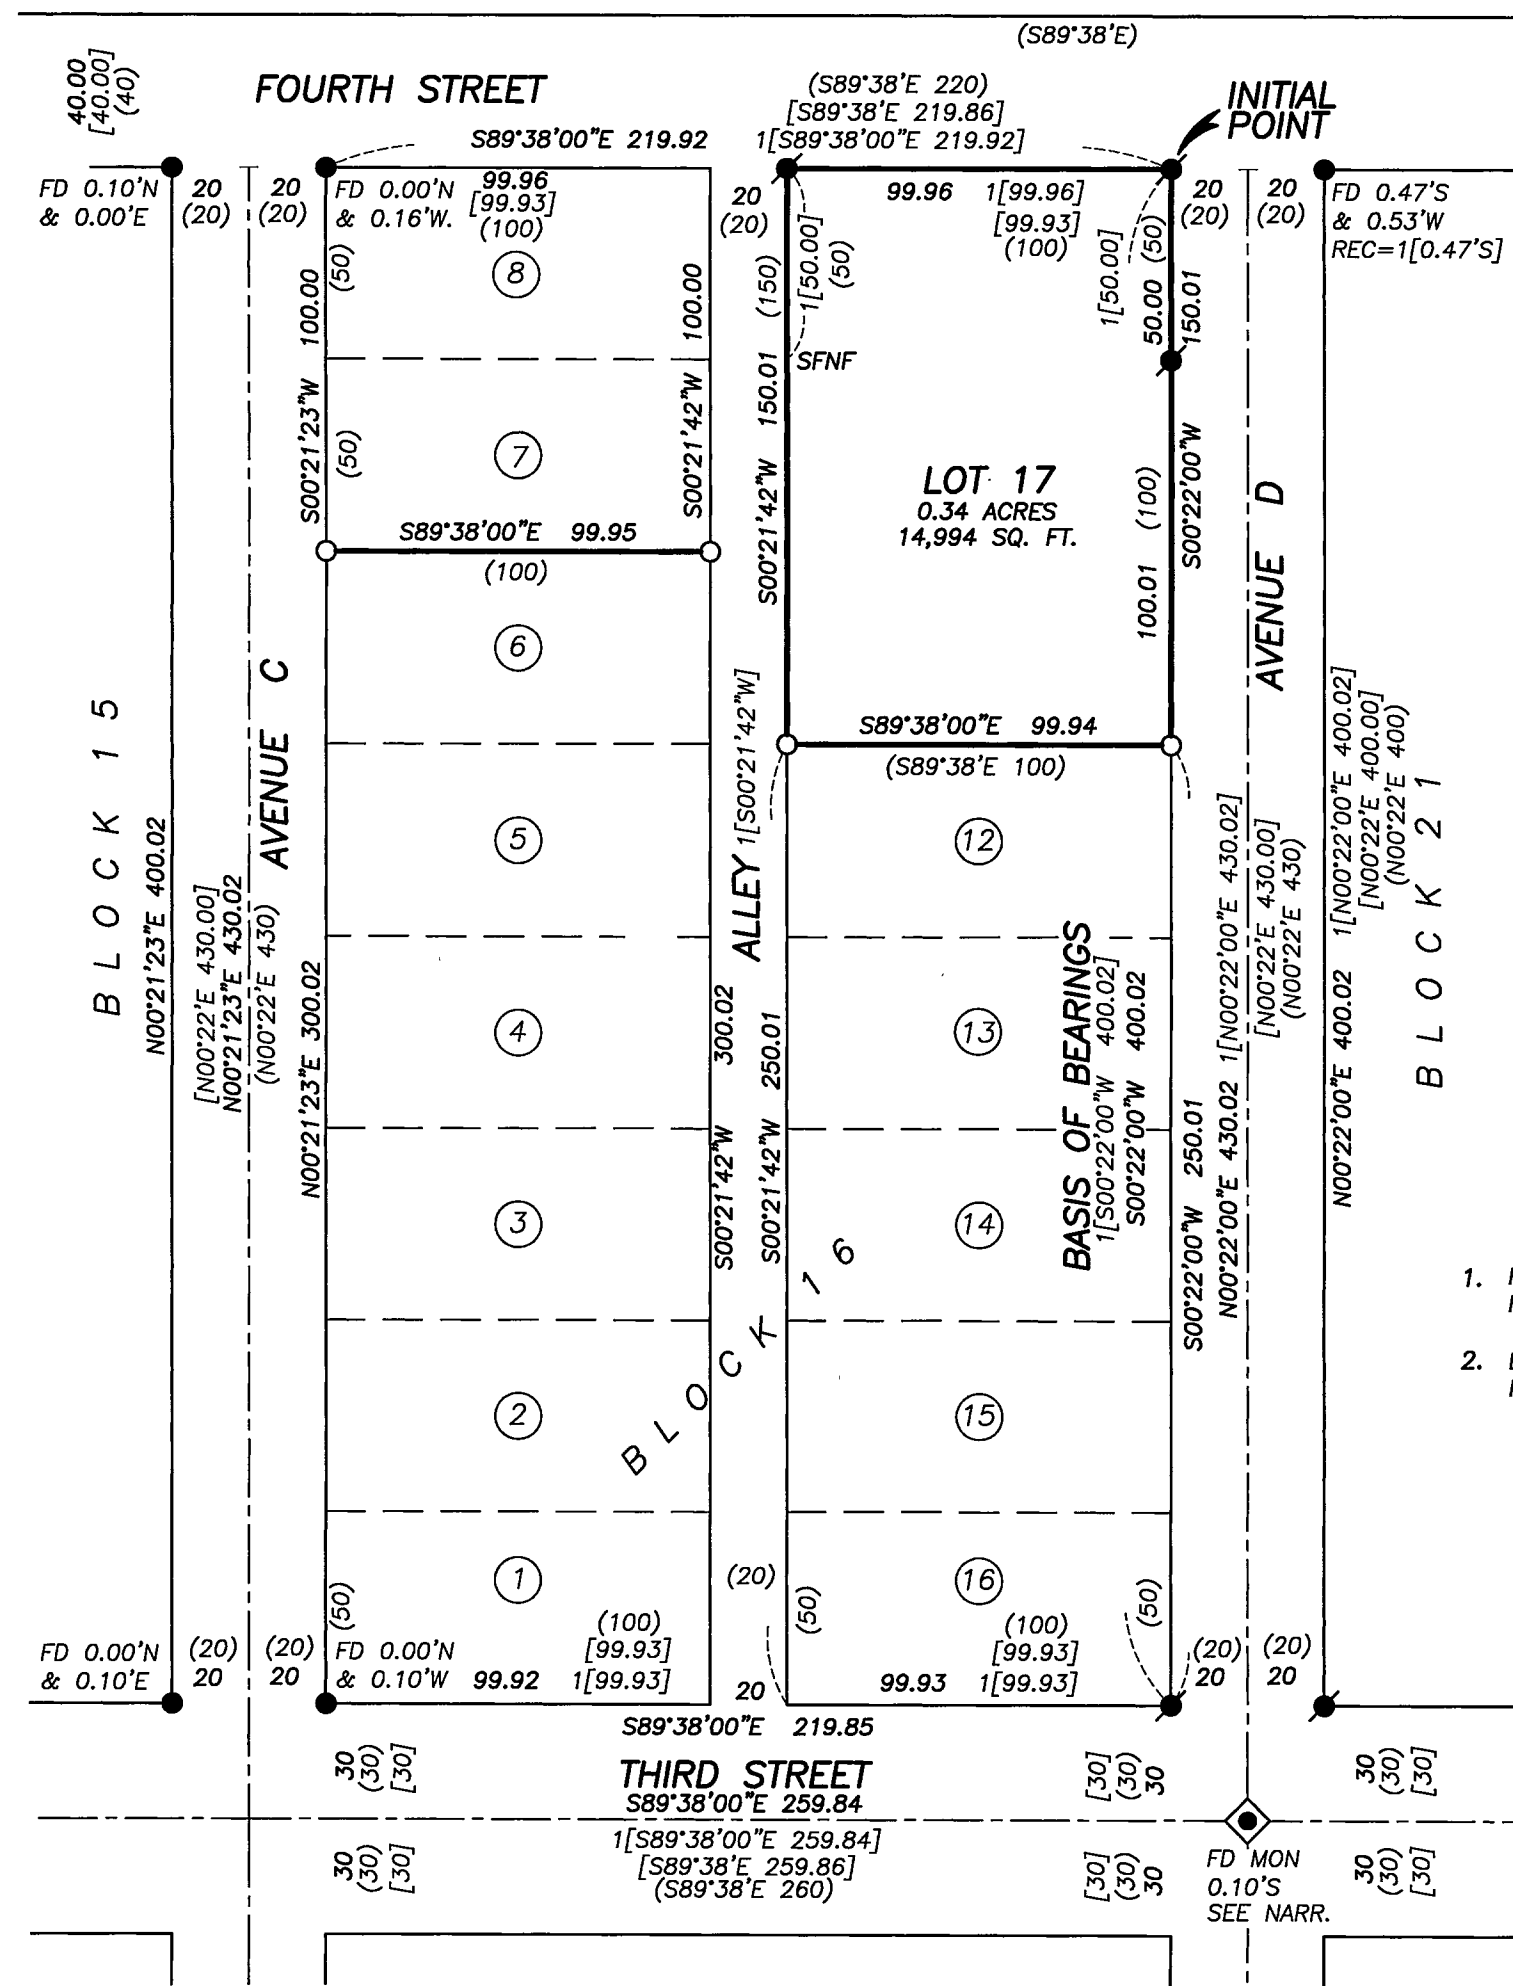 (S89°38'E)
40.00
[40.00]
(40)
FOURTH STREET
(S89°38'E 220)
[S89°38'E 219.86]
1[S89°38'00"E 219.92]
INITIAL
POINT
S89°38'00"E 219.92
FD 0.10'N
& 0.00'E
20
(20)
20
(20)
FD 0.00'N
& 0.16'W.
99.96
[99.93]
(100)
20
(20)
99.96
1[99.96]
[99.93]
(100)
20
(20)
20
(20)
FD 0.47'S
& 0.53'W
REC=1[0.47'S]
(50)
8
100.00
100.00
(150)
1[50.00]
(50)
1[50.00]
(50)
50.00
150.01
SFNF
S00°21'23"W
(50)
7
S00°21'42"W
S00°21'42"W 150.01
LOT 17
0.34 ACRES
14,994 SQ. FT.
100.01 (100)
S00°22'00"W
AVENUE D
S89°38'00"E 99.95
(100)
6
S89°38'00"E 99.94
(S89°38'E 100)
BLOCK 15
N00°21'23"E 400.02
[N00°22'E 430.00]
N00°21'23"E 430.02
(N00°22'E 430)
AVENUE C
N00°21'23"E 300.02
5
4
3
2
1
ALLEY
1[S00°21'42"W]
300.02
S00°21'42"W
S00°21'42"W 250.01
12
13
14
15
16
BLOCK 16
BASIS OF BEARINGS
1[S00°22'00"W 400.02]
S00°22'00"W 400.02
S00°22'00"W 250.01
N00°22'00"E 430.02 1[N00°22'00"E 430.02]
[N00°22'E 430.00]
(N00°22'E 430)
N00°22'00"E 400.02 1[N00°22'00"E 400.02]
[N00°22'E 400.00]
(N00°22'E 400)
BLOCK 21
1.
2.
FD 0.00'N
& 0.10'E
(20)
20
(20)
20
(50)
FD 0.00'N
& 0.10'W
(100)
[99.93]
99.92 1[99.93]
(20)
20
(50)
(100)
[99.93]
99.93 1[99.93]
(50)
(20)
20
(20)
20
S89°38'00"E 219.85
30
(30)
[30]
THIRD STREET
S89°38'00"E 259.84
[30]
(30)
30
30
(30)
[30]
1[S89°38'00"E 259.84]
[S89°38'E 259.86]
(S89°38'E 260)
30
(30)
[30]
[30]
(30)
30
FD MON
0.10'S
SEE NARR.
30
(30)
[30]